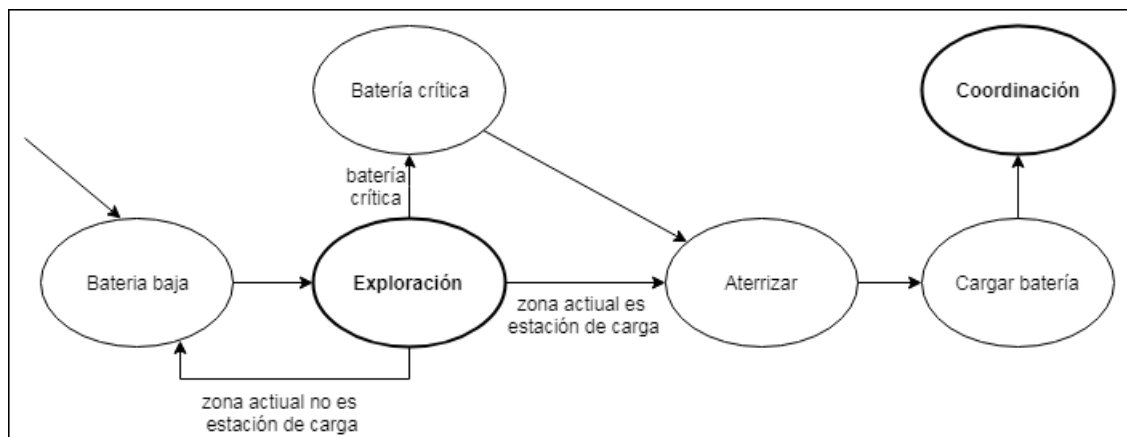 Batería crítica
Coordinación
batería
crítica
Bateria baja
Exploración
Aterrizar
Cargar batería
zona actiual es
estación de carga
zona actiual no es
estación de carga